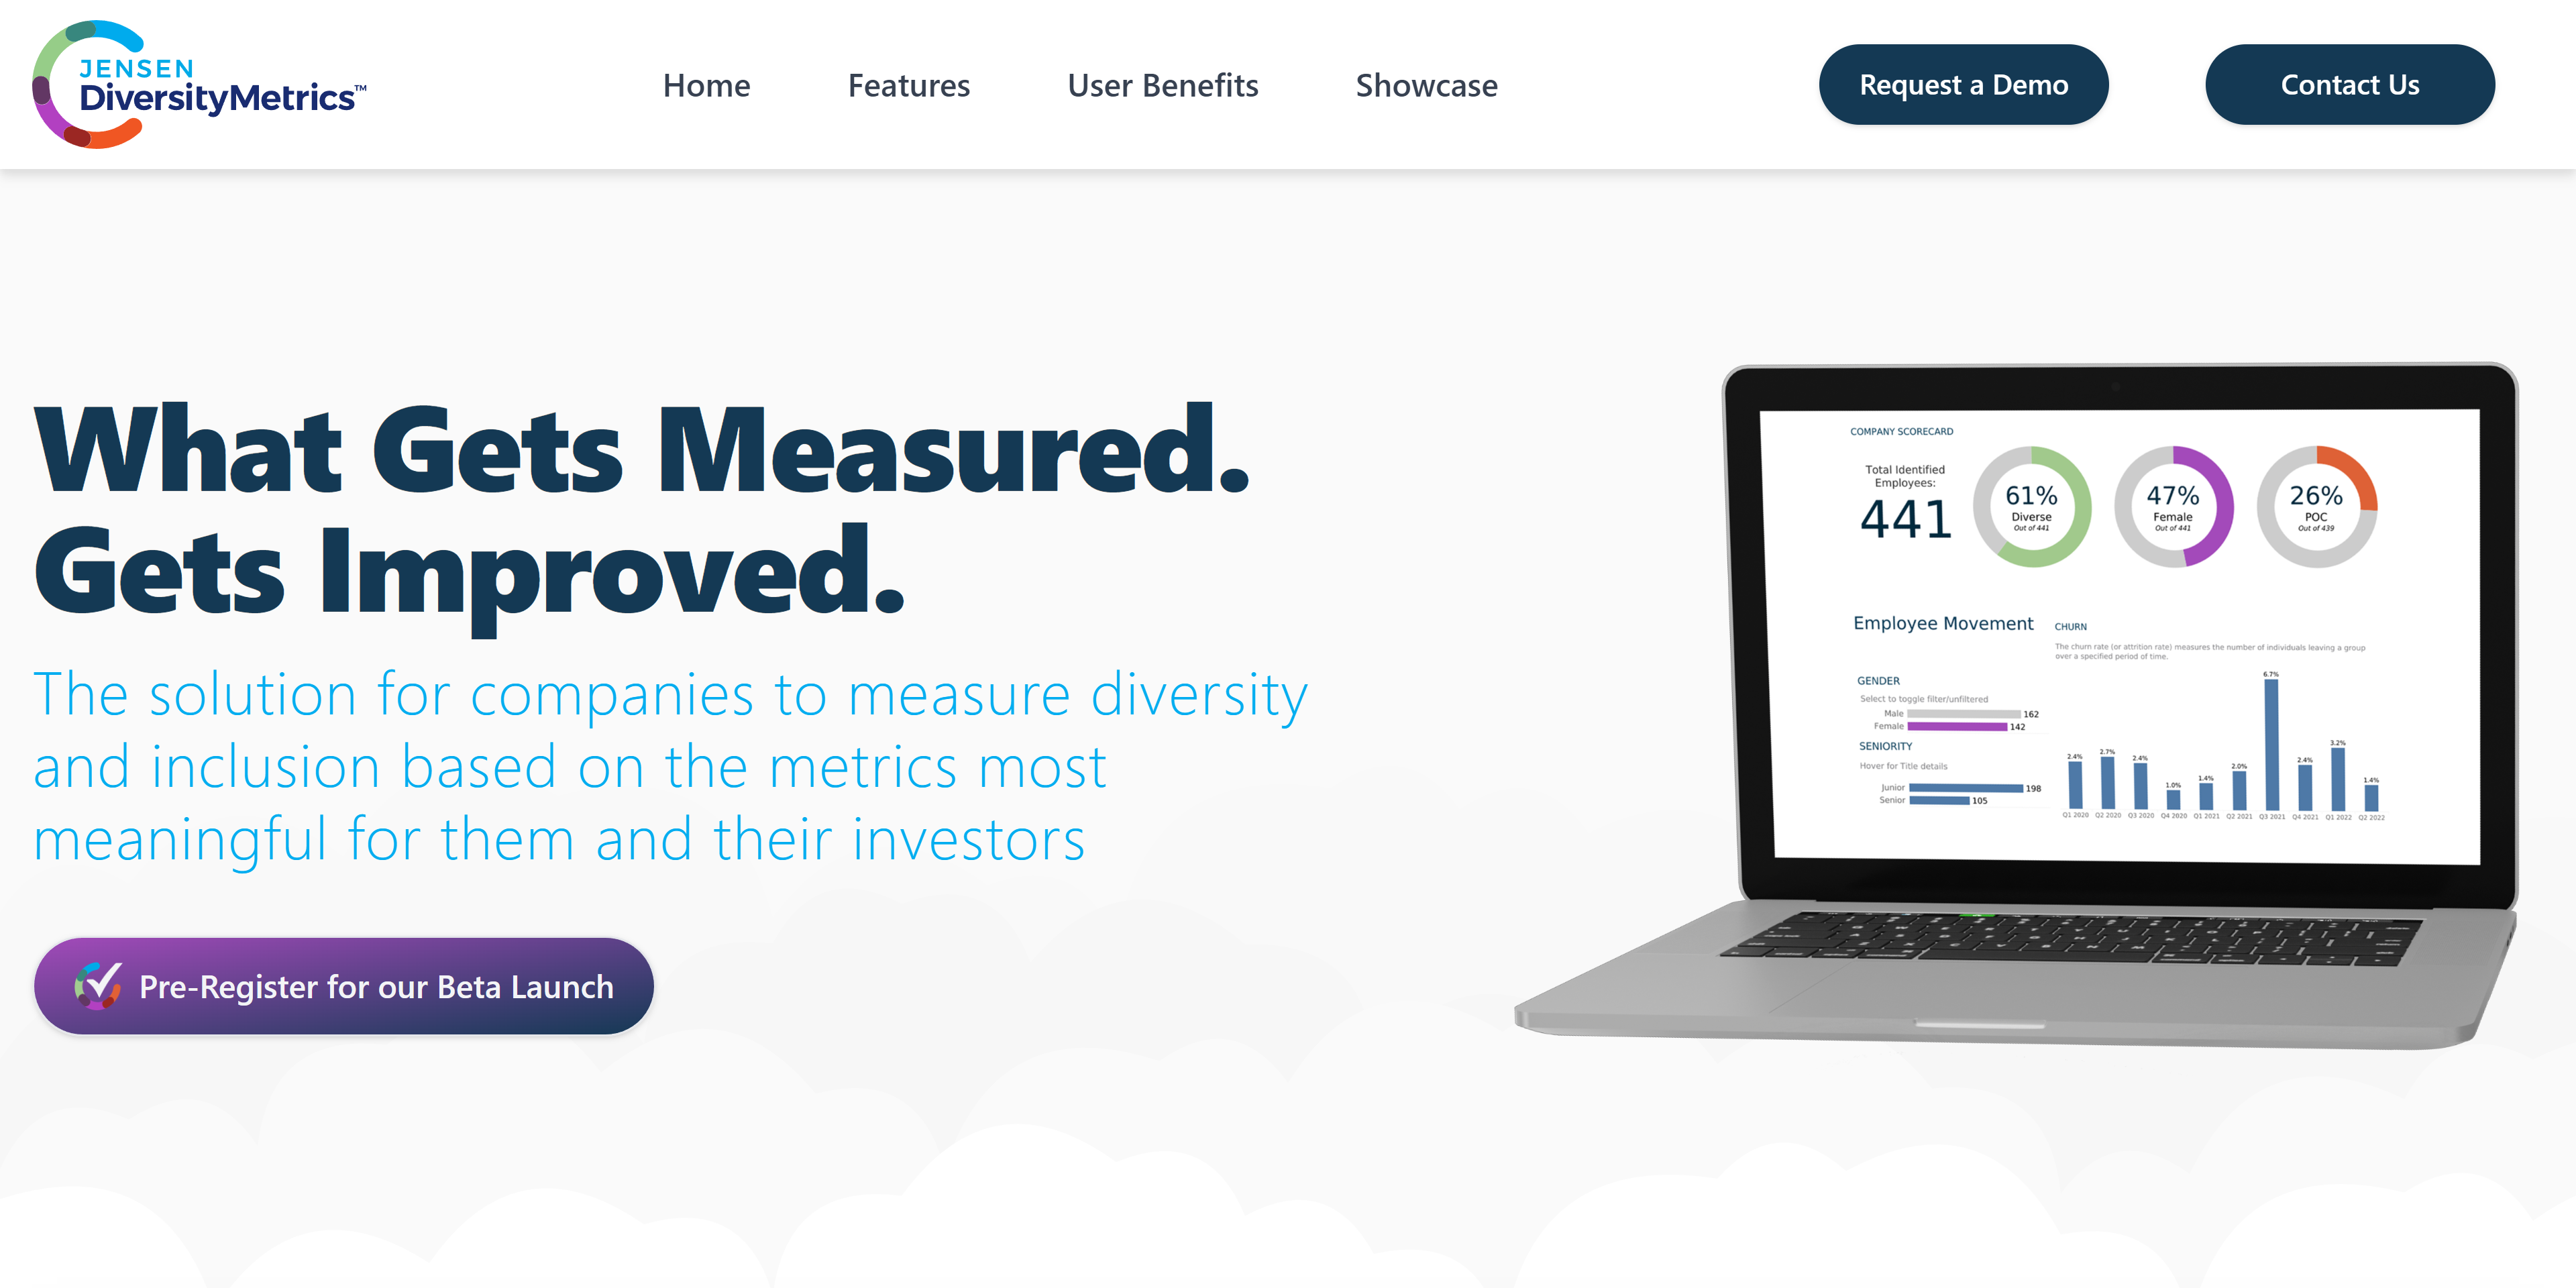 JENSEN
DiversityMetrics™
Home
Features
User Benefits
Showcase
Request a Demo
Contact Us
What Gets Measured.
Gets Improved.
The solution for companies to measure diversity
and inclusion based on the metrics most
meaningful for them and their investors
Pre-Register for our Beta Launch
COMPANY SCORECARD
Total Identified
Employees:
441
61%
Diverse
Out of 441
47%
Female
Out of 441
26%
POC
Out of 439
Employee Movement
CHURN
The churn rate (or attrition rate) measures the number of individuals leaving a group
over a specified period of time.
GENDER
Select to toggle filter/unfiltered
Male 162
Female 142
SENIORITY
Hover for Title details
Junior 198
Senior 105
2.4% 2.7% 2.4% 1.0% 1.4% 2.0% 6.7% 2.4% 3.2% 1.4%
Q1 2020 Q2 2020 Q3 2020 Q4 2020 Q1 2021 Q2 2021 Q3 2021 Q4 2021 Q1 2022 Q2 2022